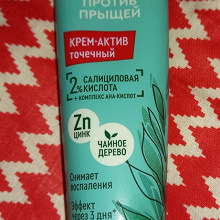 ПРОТИВ
ПРЫЩЕЙ
КРЕМ-АКТИВ
точечный
2% САЛИЦИЛОВАЯ
КИСЛОТА
+ КОМПЛЕКС АНА-КИСЛОТ
Zn
ЦИНК
ЧАЙНОЕ
ДЕРЕВО
Снимает
воспаления
Эффект
через 3 дня*